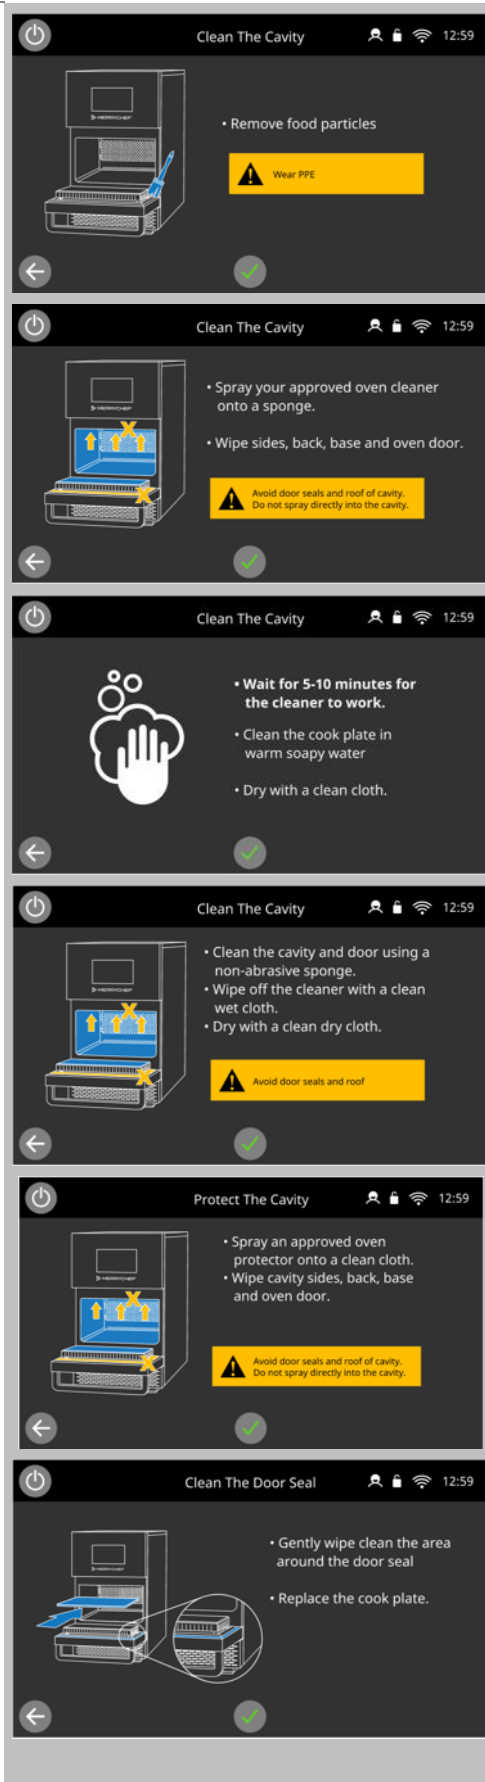 Clean The Cavity
12:59
MERRYCHEF
• Remove food particles
Wear PPE
Clean The Cavity
12:59
MERRYCHEF
• Spray your approved oven cleaner
onto a sponge.
• Wipe sides, back, base and oven door.
Avoid door seals and roof of cavity.
Do not spray directly into the cavity.
Clean The Cavity
12:59
• Wait for 5-10 minutes for
the cleaner to work.
• Clean the cook plate in
warm soapy water
• Dry with a clean cloth.
Clean The Cavity
12:59
MERRYCHEF
• Clean the cavity and door using a
non-abrasive sponge.
• Wipe off the cleaner with a clean
wet cloth.
• Dry with a clean dry cloth.
Avoid door seals and roof
Protect The Cavity
12:59
MERRYCHEF
• Spray an approved oven
protector onto a clean cloth.
• Wipe cavity sides, back, base
and oven door.
Avoid door seals and roof of cavity.
Do not spray directly into the cavity.
Clean The Door Seal
12:59
MERRYCHEF
• Gently wipe clean the area
around the door seal
• Replace the cook plate.